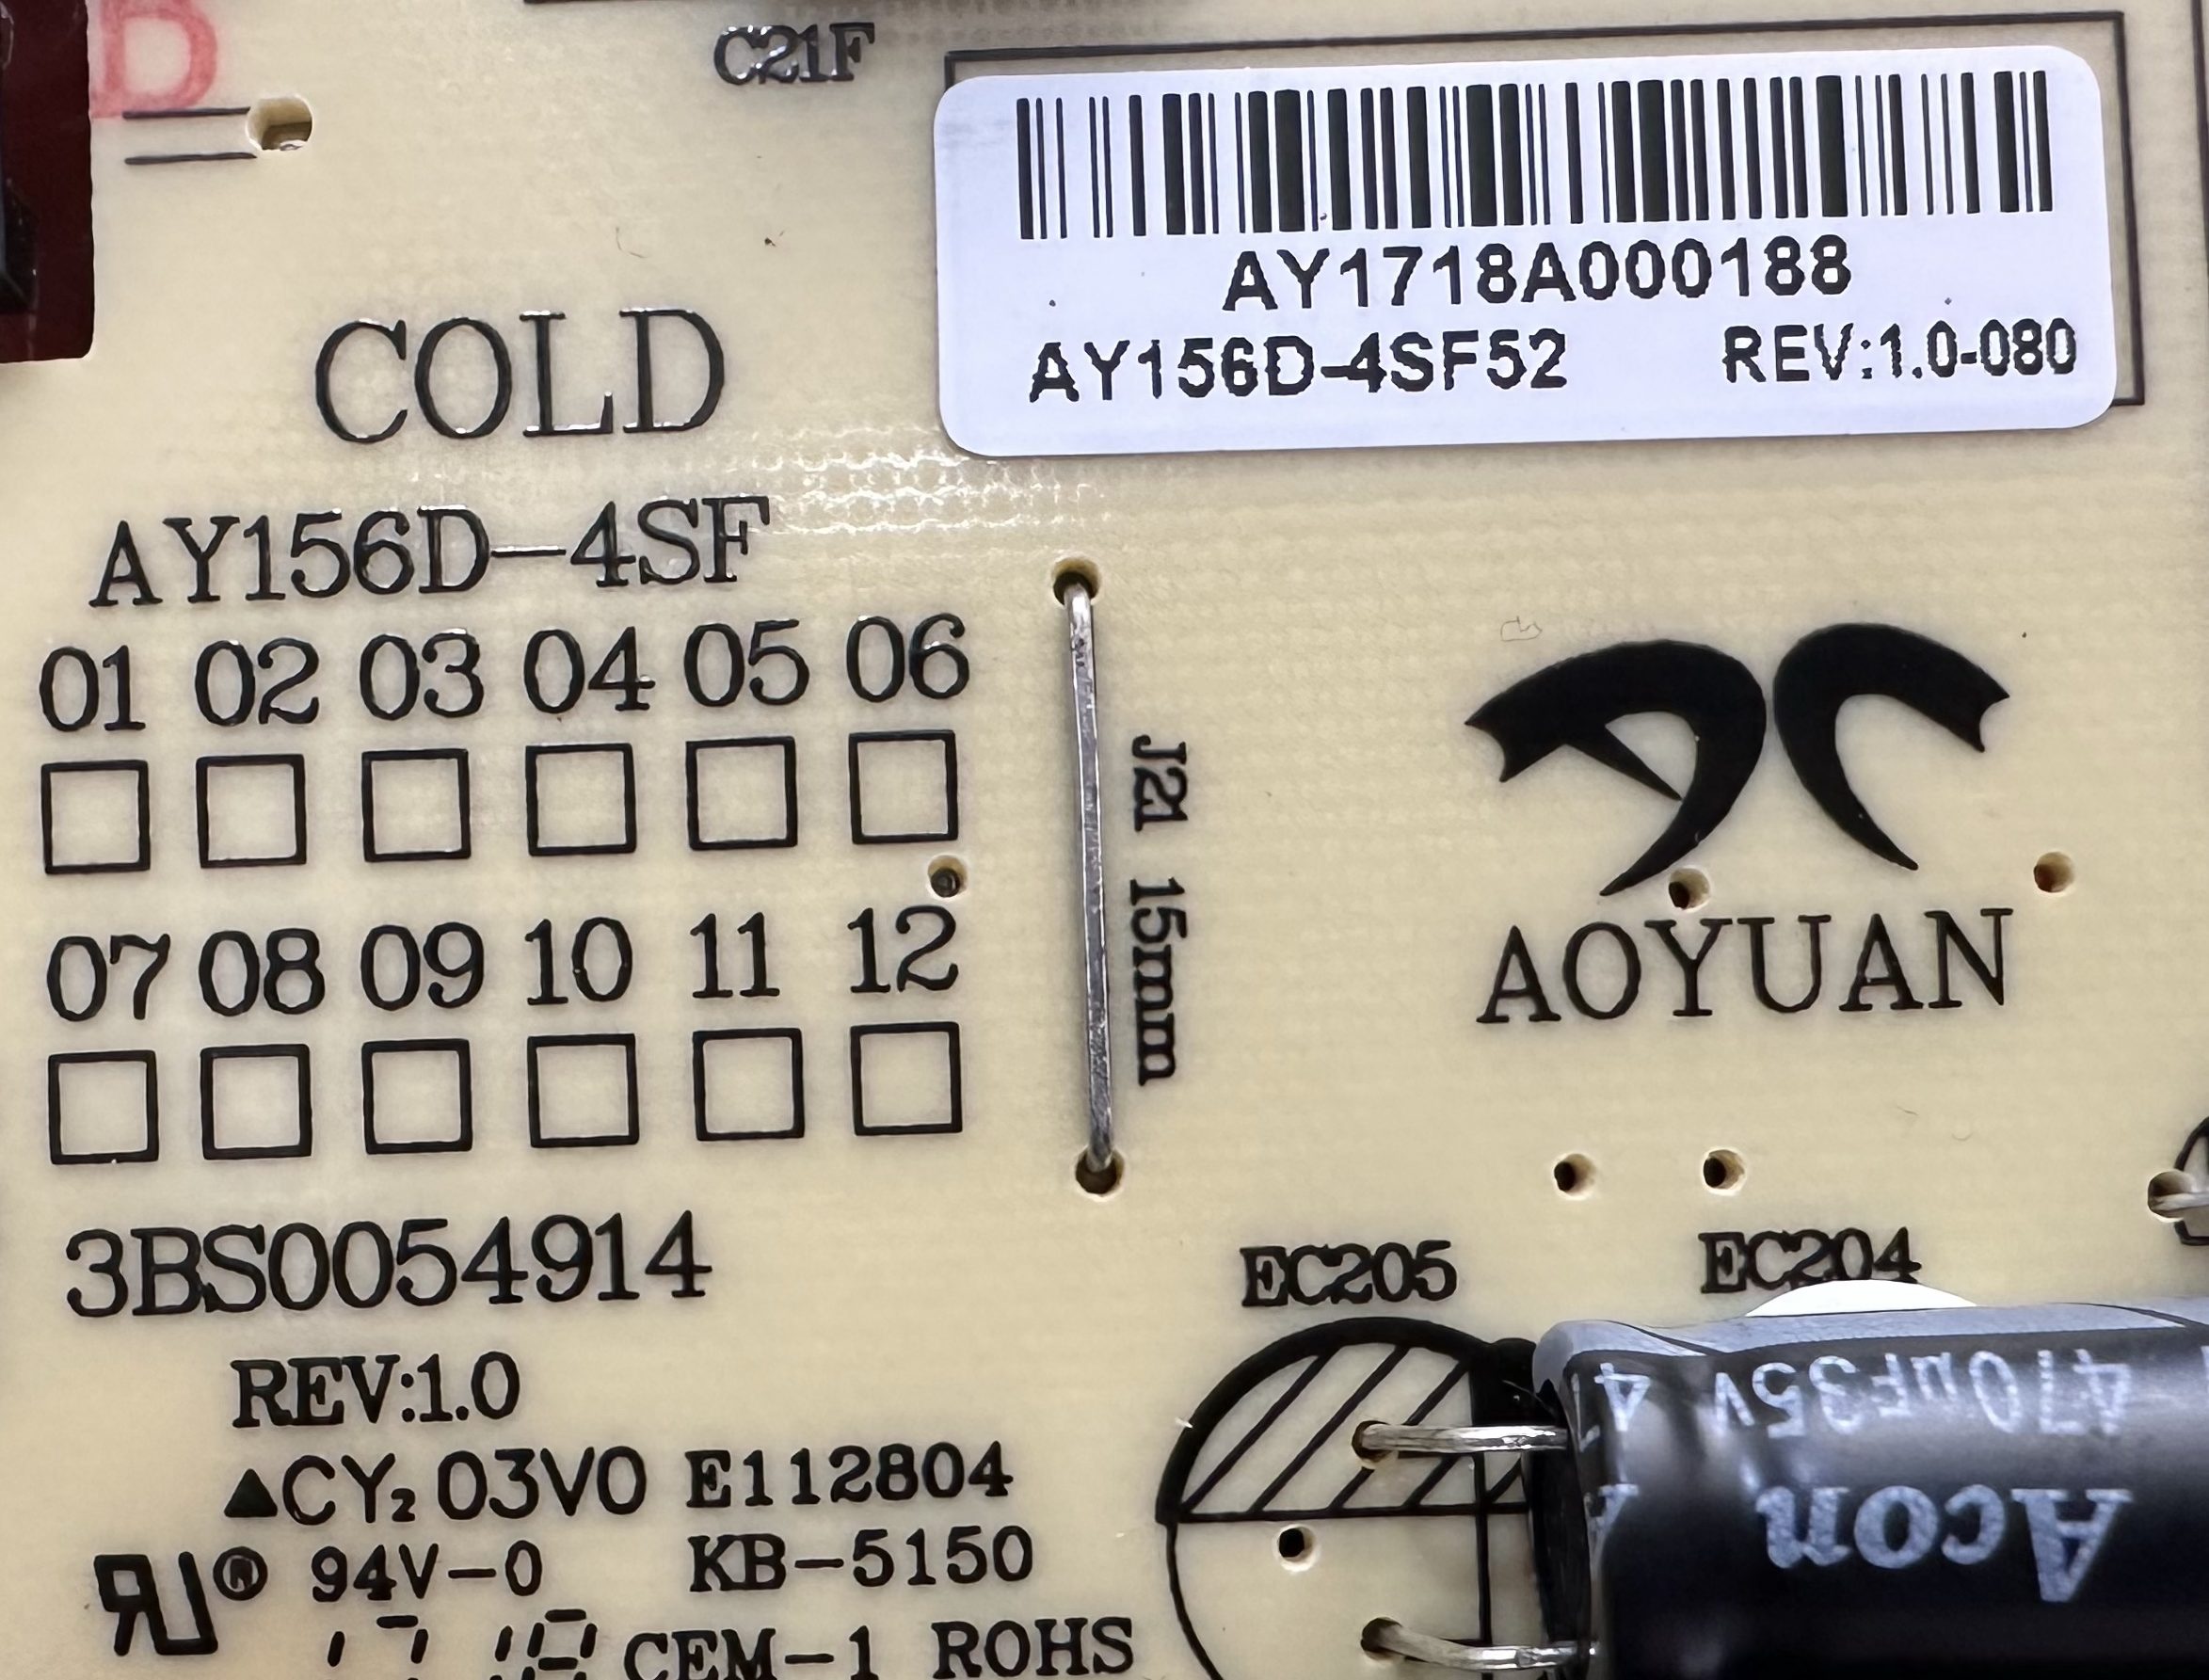 C21F
AY1718A000188
AY156D-4SF52 REV:1.0-080
COLD
AY156D-4SF
01 02 03 04 05 06
J21 15mm
07 08 09 10 11 12
AOYUAN
3BS0054914
REV:1.0
EC205 EC204
▲CY2 03V0 E112804
94V-0 KB-5150
CEM-1 ROHS
470uF35V
Acon